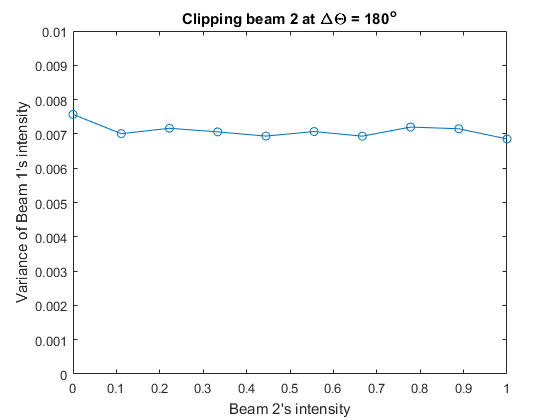 Clipping beam 2 at ΔΘ = 180°
0.01
0.009
0.008
0.007
0.006
0.005
0.004
0.003
0.002
0.001
0
Variance of Beam 1's intensity
0 0.1 0.2 0.3 0.4 0.5 0.6 0.7 0.8 0.9 1
Beam 2's intensity